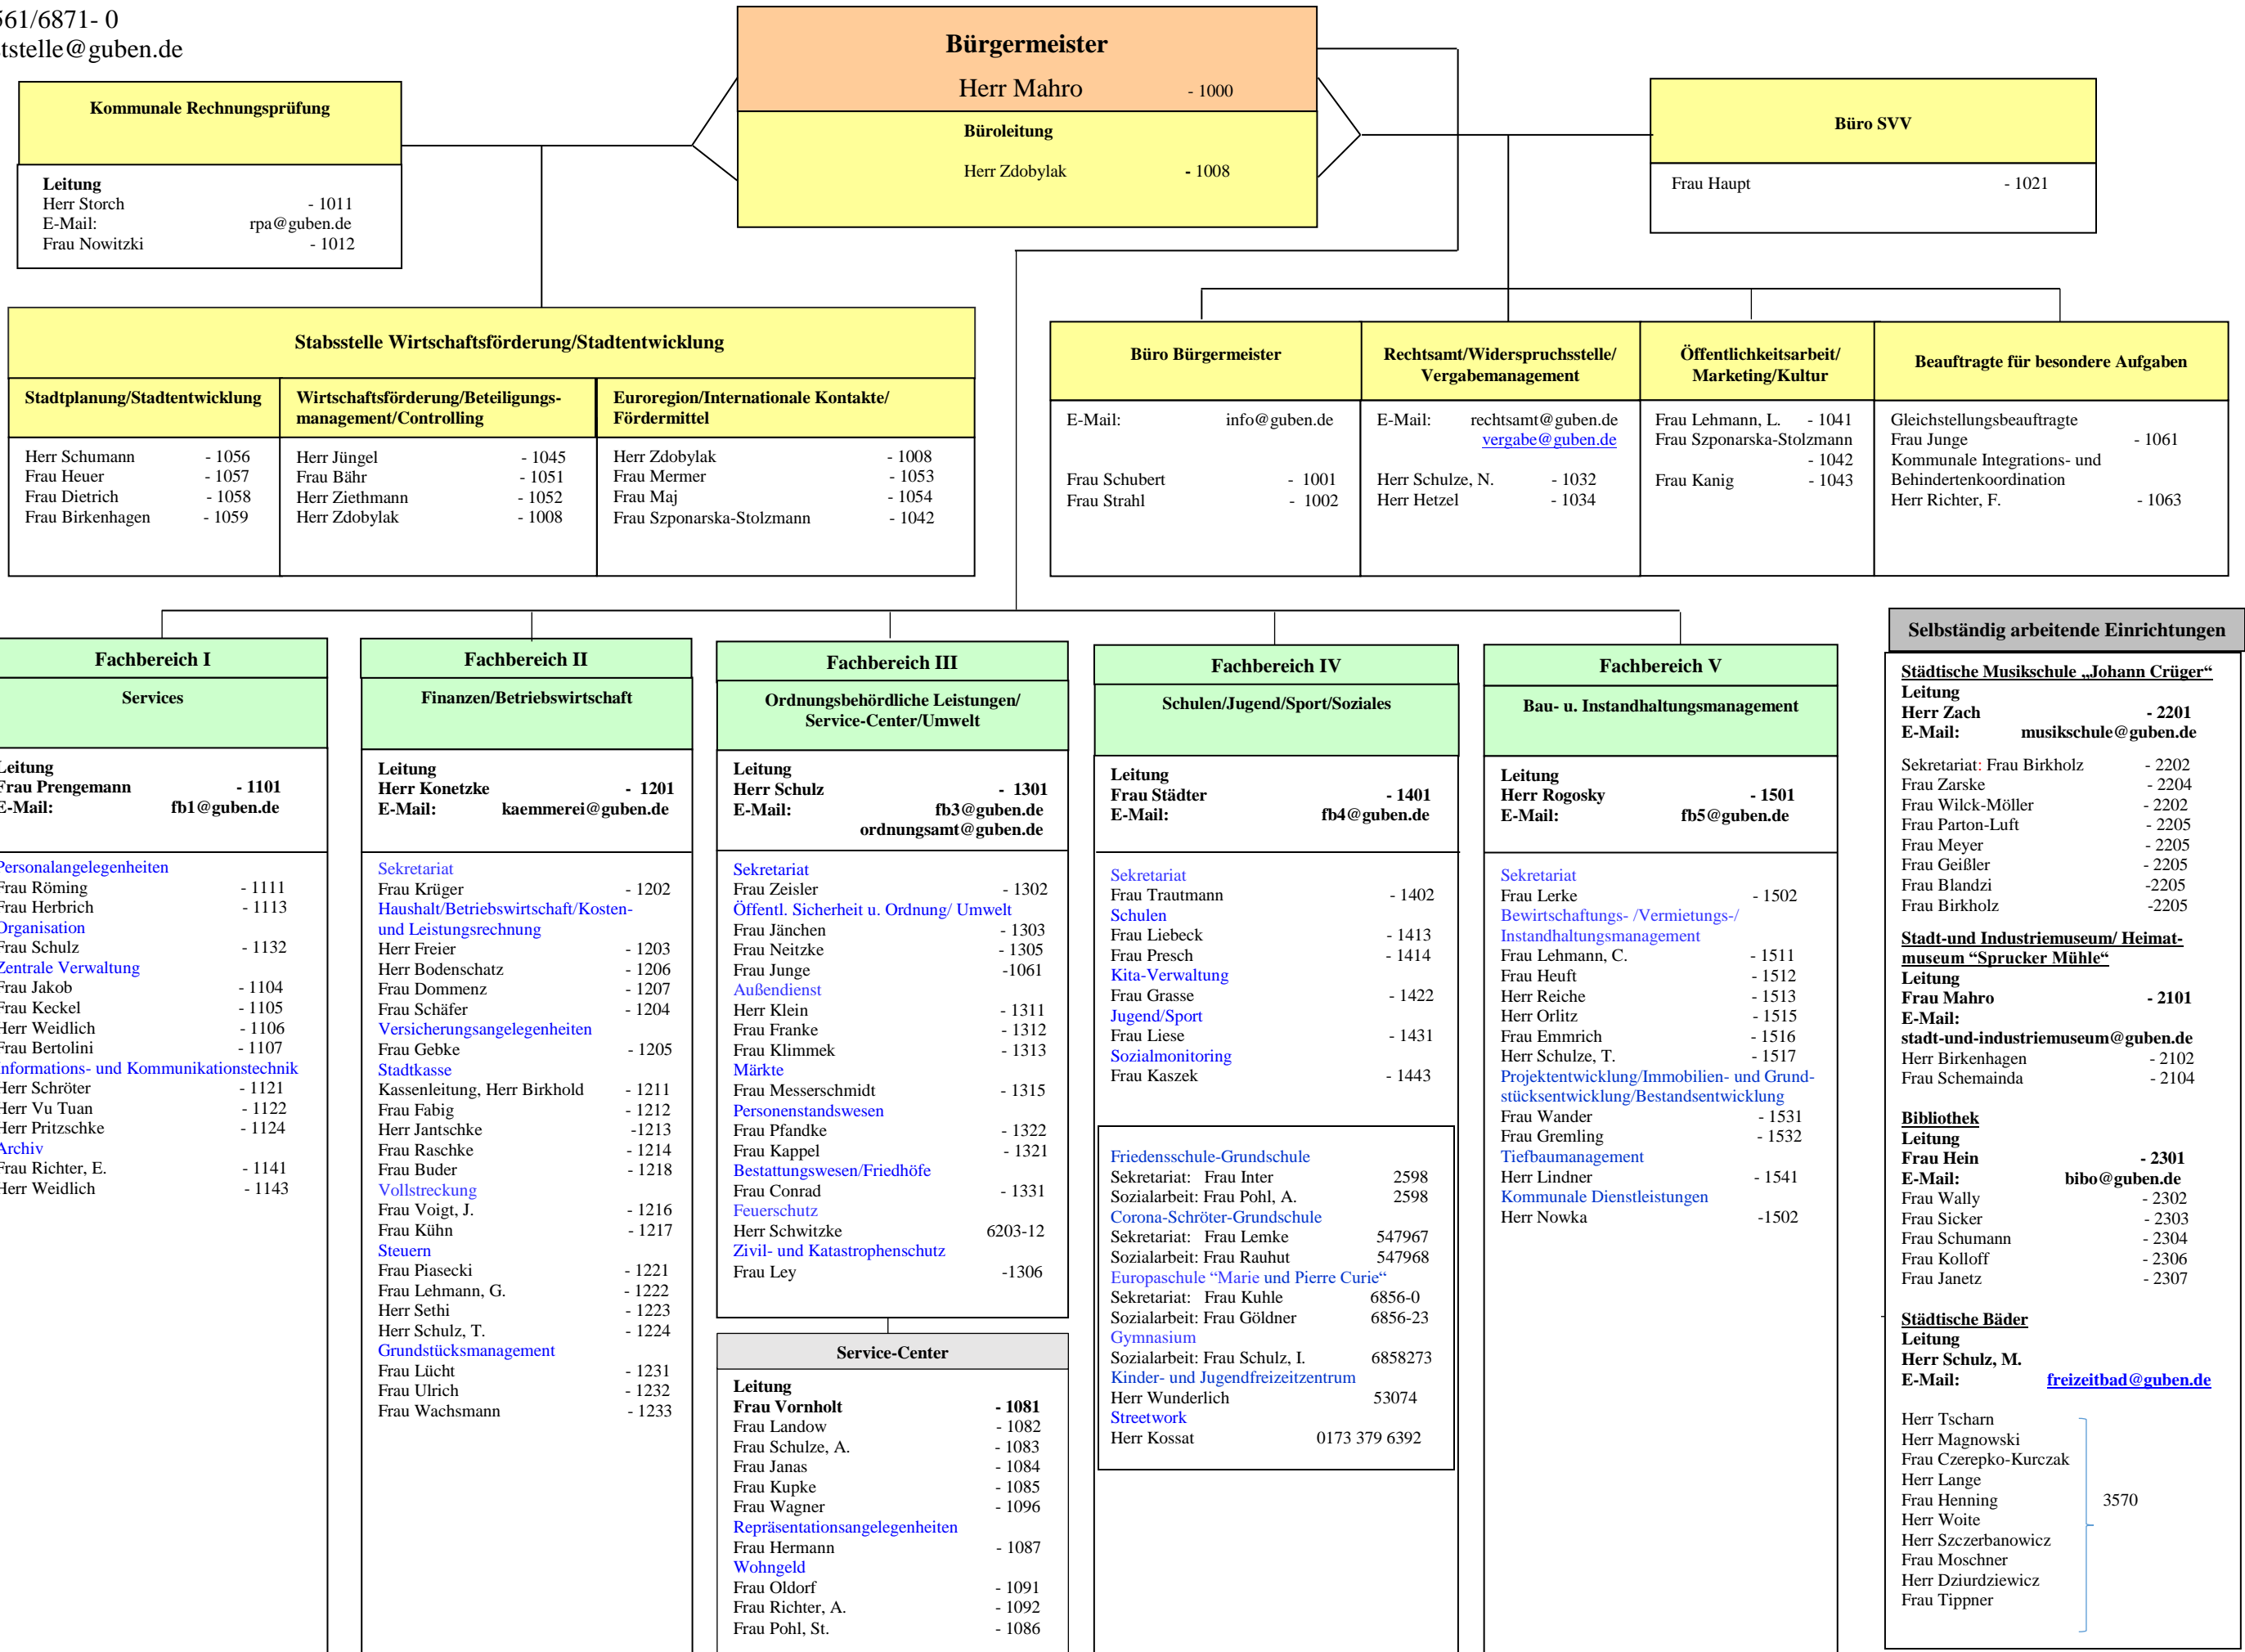 561/6871- 0
tstelle@guben.de
Bürgermeister
Herr Mahro - 1000
Büroleitung
Herr Zdobylak - 1008
Kommunale Rechnungsprüfung
Leitung
Herr Storch - 1011
E-Mail: rpa@guben.de
Frau Nowitzki - 1012
Büro SVV
Frau Haupt - 1021
Stabsstelle Wirtschaftsförderung/Stadtentwicklung
Stadtplanung/Stadtentwicklung
Herr Schumann - 1056
Frau Heuer - 1057
Frau Dietrich - 1058
Frau Birkenhagen - 1059
Wirtschaftsförderung/Beteiligungs-
management/Controlling
Herr Jüngel - 1045
Frau Bähr - 1051
Herr Ziethmann - 1052
Herr Zdobylak - 1008
Euroregion/Internationale Kontakte/
Fördermittel
Herr Zdobylak - 1008
Frau Mermer - 1053
Frau Maj - 1054
Frau Szponarska-Stolzmann - 1042
Büro Bürgermeister
E-Mail: info@guben.de
Frau Schubert - 1001
Frau Strahl - 1002
Rechtsamt/Widerspruchsstelle/
Vergabemanagement
E-Mail: rechtsamt@guben.de
vergabe@guben.de
Herr Schulze, N. - 1032
Herr Hetzel - 1034
Öffentlichkeitsarbeit/
Marketing/Kultur
Frau Lehmann, L. - 1041
Frau Szponarska-Stolzmann
- 1042
Frau Kanig - 1043
Beauftragte für besondere Aufgaben
Gleichstellungsbeauftragte
Frau Junge - 1061
Kommunale Integrations- und
Behindertenkoordination
Herr Richter, F. - 1063
Fachbereich I
Services
Leitung
Frau Prengemann - 1101
E-Mail: fb1@guben.de
Personalangelegenheiten
Frau Röming - 1111
Frau Herbrich - 1113
Organisation
Frau Schulz - 1132
Zentrale Verwaltung
Frau Jakob - 1104
Frau Keckel - 1105
Herr Weidlich - 1106
Frau Bertolini - 1107
Informations- und Kommunikationstechnik
Herr Schröter - 1121
Herr Vu Tuan - 1122
Herr Pritzschke - 1124
Archiv
Frau Richter, E. - 1141
Herr Weidlich - 1143
Fachbereich II
Finanzen/Betriebswirtschaft
Leitung
Herr Konetzke - 1201
E-Mail: kaemmerei@guben.de
Sekretariat
Frau Krüger - 1202
Haushalt/Betriebswirtschaft/Kosten-
und Leistungsrechnung
Herr Freier - 1203
Herr Bodenschatz - 1206
Frau Dommenz - 1207
Frau Schäfer - 1204
Versicherungsangelegenheiten
Frau Gebke - 1205
Stadtkasse
Kassenleitung, Herr Birkhold - 1211
Frau Fabig - 1212
Herr Jantschke -1213
Frau Raschke - 1214
Frau Buder - 1218
Vollstreckung
Frau Voigt, J. - 1216
Frau Kühn - 1217
Steuern
Frau Piasecki - 1221
Frau Lehmann, G. - 1222
Herr Sethi - 1223
Herr Schulz, T. - 1224
Grundstücksmanagement
Frau Lücht - 1231
Frau Ulrich - 1232
Frau Wachsmann - 1233
Fachbereich III
Ordnungsbehördliche Leistungen/
Service-Center/Umwelt
Leitung
Herr Schulz - 1301
E-Mail: fb3@guben.de
ordnungsamt@guben.de
Sekretariat
Frau Zeisler - 1302
Öffentl. Sicherheit u. Ordnung/ Umwelt
Frau Jänchen - 1303
Frau Neitzke - 1305
Frau Junge -1061
Außendienst
Herr Klein - 1311
Frau Franke - 1312
Frau Klimmek - 1313
Märkte
Frau Messerschmidt - 1315
Personenstandswesen
Frau Pfandke - 1322
Frau Kappel - 1321
Bestattungswesen/Friedhöfe
Frau Conrad - 1331
Feuerschutz
Herr Schwitzke 6203-12
Zivil- und Katastrophenschutz
Frau Ley -1306
Service-Center
Leitung
Frau Vornholt - 1081
Frau Landow - 1082
Frau Schulze, A. - 1083
Frau Janas - 1084
Frau Kupke - 1085
Frau Wagner - 1096
Repräsentationsangelegenheiten
Frau Hermann - 1087
Wohngeld
Frau Oldorf - 1091
Frau Richter, A. - 1092
Frau Pohl, St. - 1086
Fachbereich IV
Schulen/Jugend/Sport/Soziales
Leitung
Frau Städter - 1401
E-Mail: fb4@guben.de
Sekretariat
Frau Trautmann - 1402
Schulen
Frau Liebeck - 1413
Frau Presch - 1414
Kita-Verwaltung
Frau Grasse - 1422
Jugend/Sport
Frau Liese - 1431
Sozialmonitoring
Frau Kaszek - 1443
Friedensschule-Grundschule
Sekretariat: Frau Inter 2598
Sozialarbeit: Frau Pohl, A. 2598
Corona-Schröter-Grundschule
Sekretariat: Frau Lemke 547967
Sozialarbeit: Frau Rauhut 547968
Europaschule “Marie und Pierre Curie“
Sekretariat: Frau Kuhle 6856-0
Sozialarbeit: Frau Göldner 6856-23
Gymnasium
Sozialarbeit: Frau Schulz, I. 6858273
Kinder- und Jugendfreizeitzentrum
Herr Wunderlich 53074
Streetwork
Herr Kossat 0173 379 6392
Fachbereich V
Bau- u. Instandhaltungsmanagement
Leitung
Herr Rogosky - 1501
E-Mail: fb5@guben.de
Sekretariat
Frau Lerke - 1502
Bewirtschaftungs- /Vermietungs-/
Instandhaltungsmanagement
Frau Lehmann, C. - 1511
Frau Heuft - 1512
Herr Reiche - 1513
Herr Orlitz - 1515
Frau Emmrich - 1516
Herr Schulze, T. - 1517
Projektentwicklung/Immobilien- und Grund-
stücksentwicklung/Bestandsentwicklung
Frau Wander - 1531
Frau Gremling - 1532
Tiefbaumanagement
Herr Lindner - 1541
Kommunale Dienstleistungen
Herr Nowka -1502
Selbständig arbeitende Einrichtungen
Städtische Musikschule „Johann Crüger“
Leitung
Herr Zach - 2201
E-Mail: musikschule@guben.de
Sekretariat: Frau Birkholz - 2202
Frau Zarske - 2204
Frau Wilck-Möller - 2202
Frau Parton-Luft - 2205
Frau Meyer - 2205
Frau Geißler - 2205
Frau Blandzi -2205
Frau Birkholz -2205
Stadt-und Industriemuseum/ Heimat-
museum “Sprucker Mühle“
Leitung
Frau Mahro - 2101
E-Mail:
stadt-und-industriemuseum@guben.de
Herr Birkenhagen - 2102
Frau Schemainda - 2104
Bibliothek
Leitung
Frau Hein - 2301
E-Mail: bibo@guben.de
Frau Wally - 2302
Frau Sicker - 2303
Frau Schumann - 2304
Frau Kolloff - 2306
Frau Janetz - 2307
Städtische Bäder
Leitung
Herr Schulz, M.
E-Mail: freizeitbad@guben.de
Herr Tscharn
Herr Magnowski
Frau Czerepko-Kurczak
Herr Lange
Frau Henning 3570
Herr Woite
Herr Szczerbanowicz
Frau Moschner
Herr Dziurdziewicz
Frau Tippner